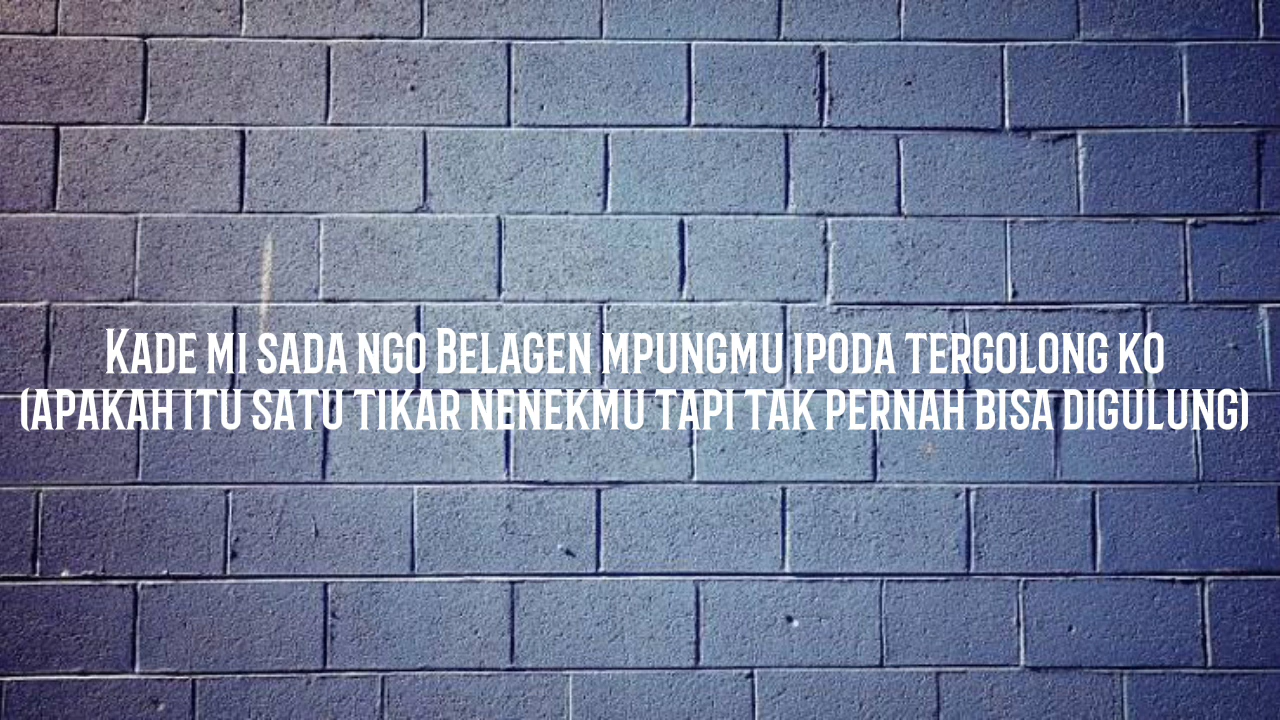 Kade mi sada ngo Belagen mpungmu ipoda tergolong ko
(apakah itu satu tikar nenekmu tapi tak pernah bisa digulung)